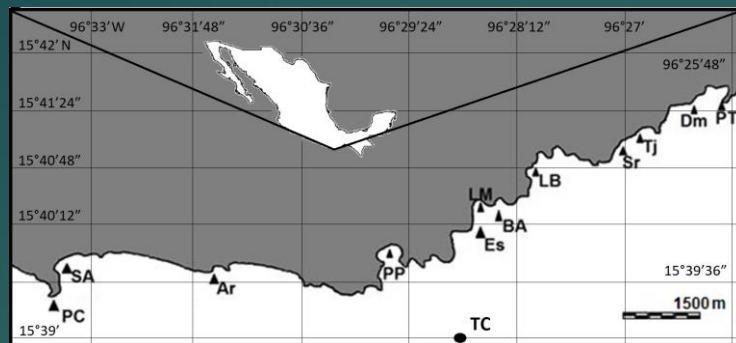 96°33'W 96°31'48" 96°30'36" 96°29'24" 96°28'12" 96°27'
15°42' N
96°25'48"
15°41'24"
Dm PT
Tj
Sr
15°40'48"
LB
LM
15°40'12"
BA
Es
PP
SA
15°39'36"
Ar
PC
1500 m
15°39'
TC